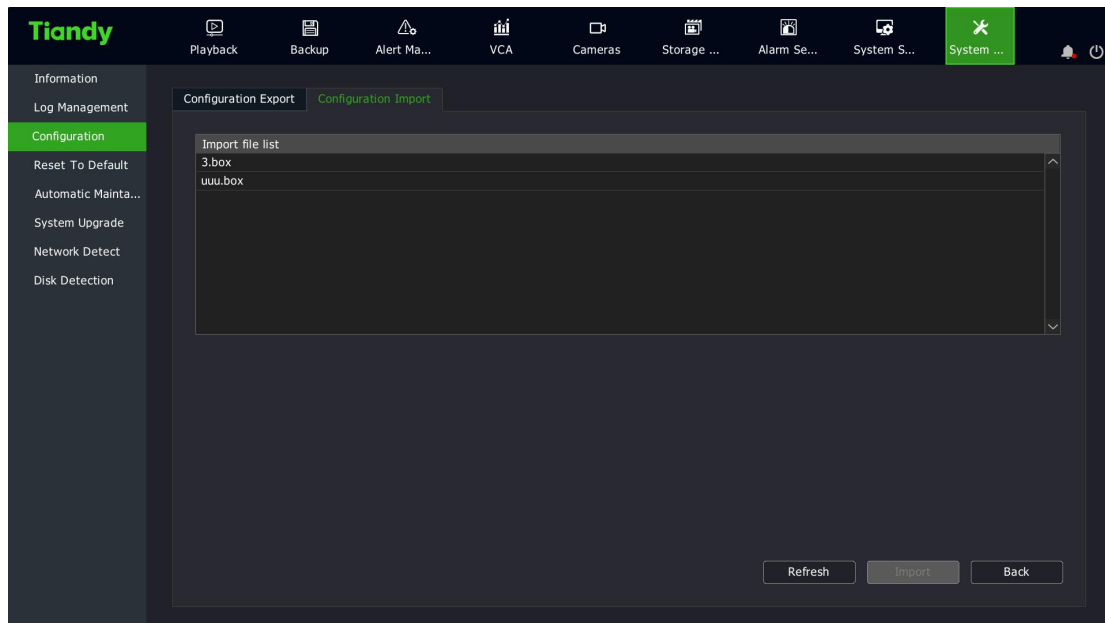 Tiandy
Playback Backup Alert Ma... VCA Cameras Storage ... Alarm Se... System S... System ...
Information
Log Management
Configuration
Reset To Default
Automatic Mainta...
System Upgrade
Network Detect
Disk Detection
Configuration Export Configuration Import
Import file list
3.box
uuu.box
Refresh Import Back